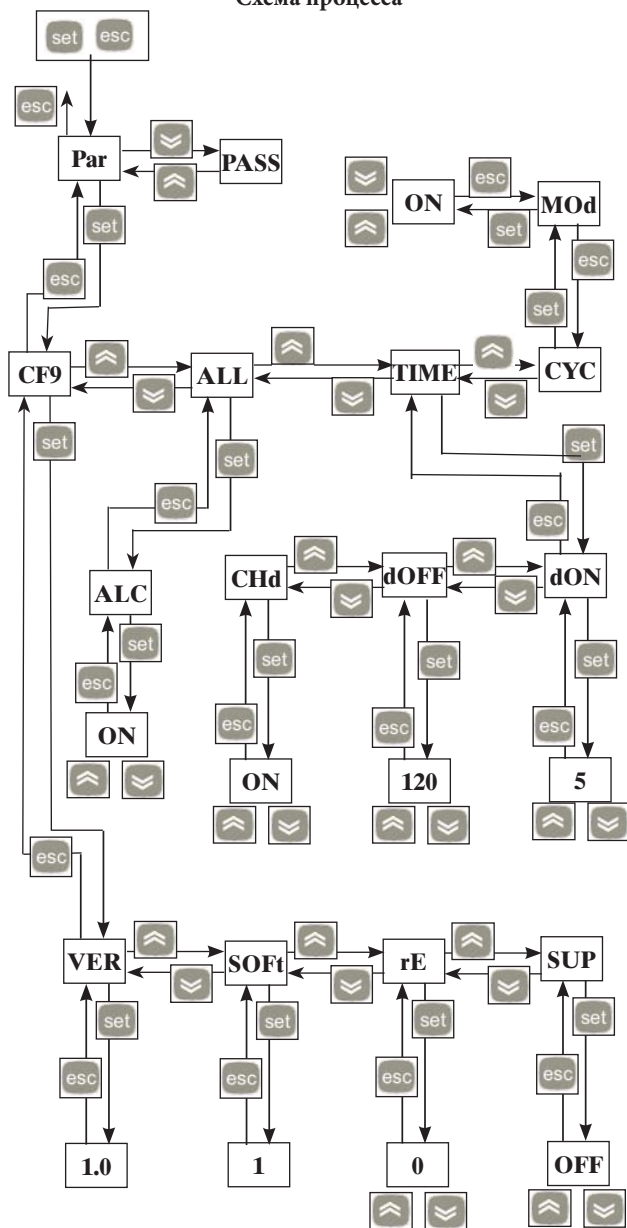 Схема процесса
set esc
esc
Par PASS
set
esc
ON esc MOd
set
esc
set
CF9 ALL TIME CYC
set
set
set
esc
esc
CHd dOFF dON
ALC
set
esc
set
set
set
esc
esc
esc
ON
ON 120 5
esc
VER SOFt rE SUP
set set set set
esc esc esc esc
1.0 1 0 OFF